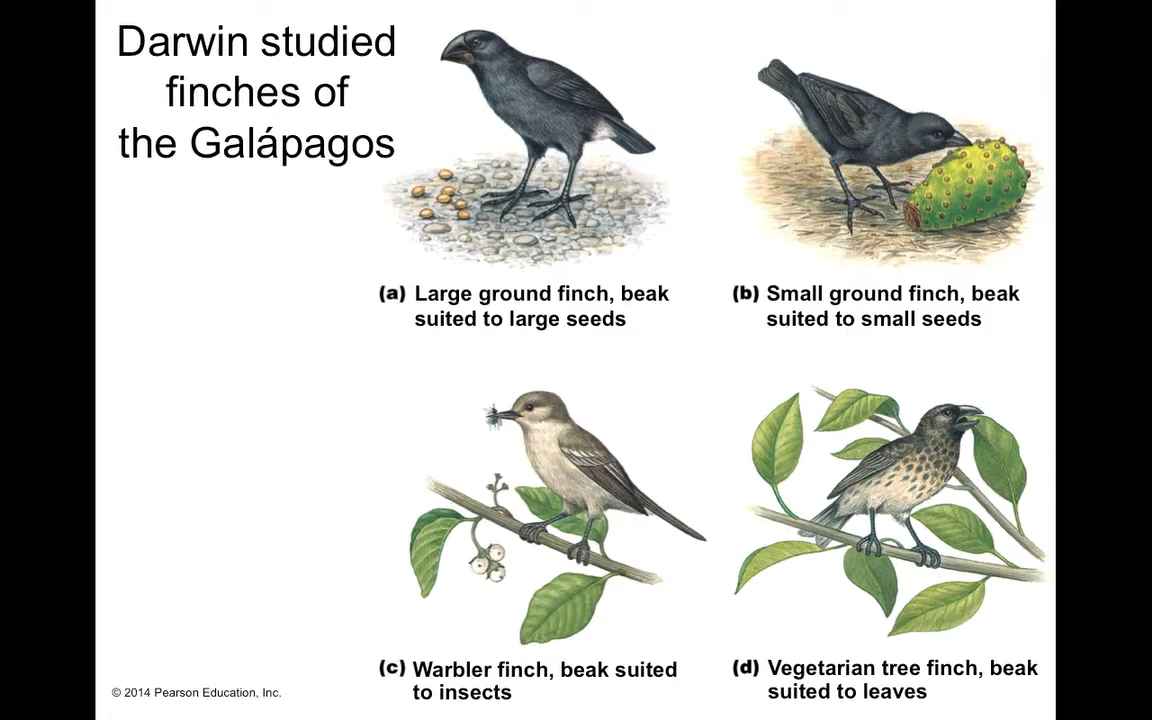 Darwin studied
finches of
the Galápagos
(a) Large ground finch, beak
suited to large seeds
(b) Small ground finch, beak
suited to small seeds
(c) Warbler finch, beak suited
to insects
(d) Vegetarian tree finch, beak
suited to leaves
© 2014 Pearson Education, Inc.